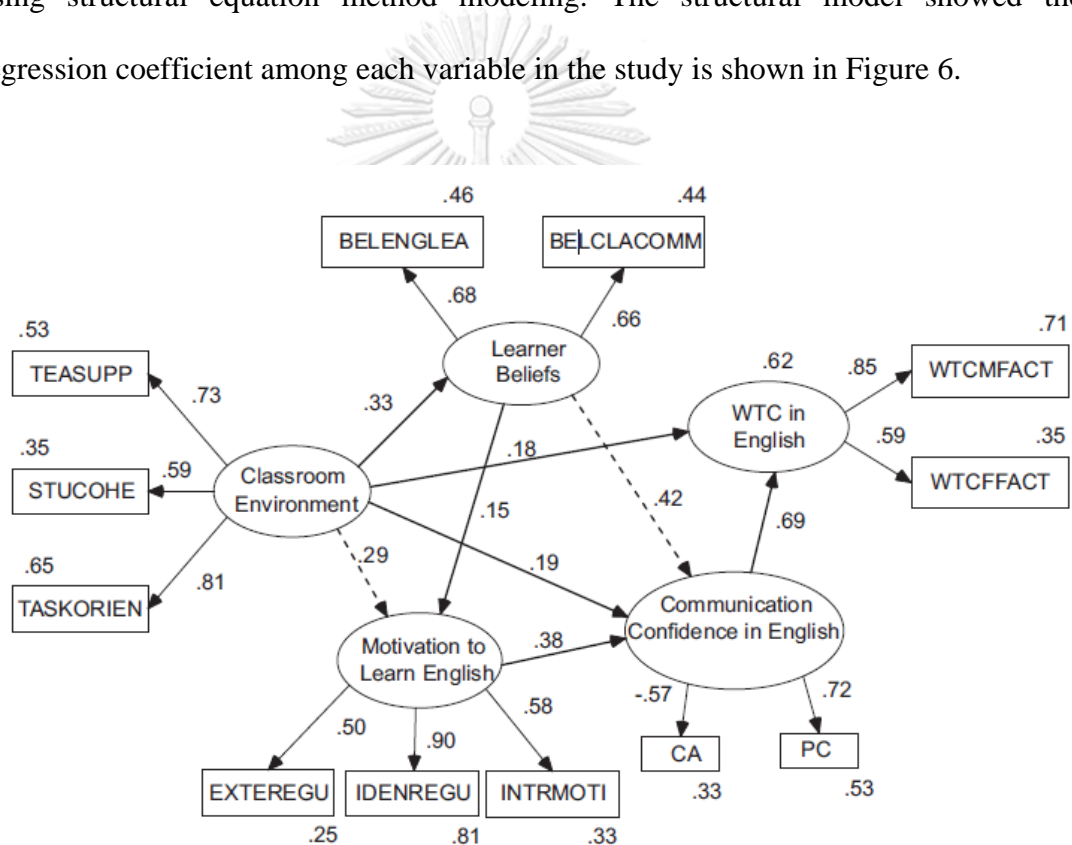 sing structural equation method modeling. The structural model showed the
egression coefficient among each variable in the study is shown in Figure 6.
.46
.44
BELENGLEA
BELCLACOMM
.68
.66
.53
.71
Learner
Beliefs
.62
.85
TEASUPP
WTCMFACT
.73
.33
WTC in
English
.59
.35
.35
.18
STUCOHE
.59
Classroom
Environment
WTCFFACT
.15
.42
.69
.29
.19
.65
.81
TASKORIEN
Communication
Confidence in English
Motivation to
Learn English
.38
-.57
.72
.58
.50
.90
CA
PC
EXTEREGU
IDENREGU
INTRMOTI
.33
.53
.25
.81
.33